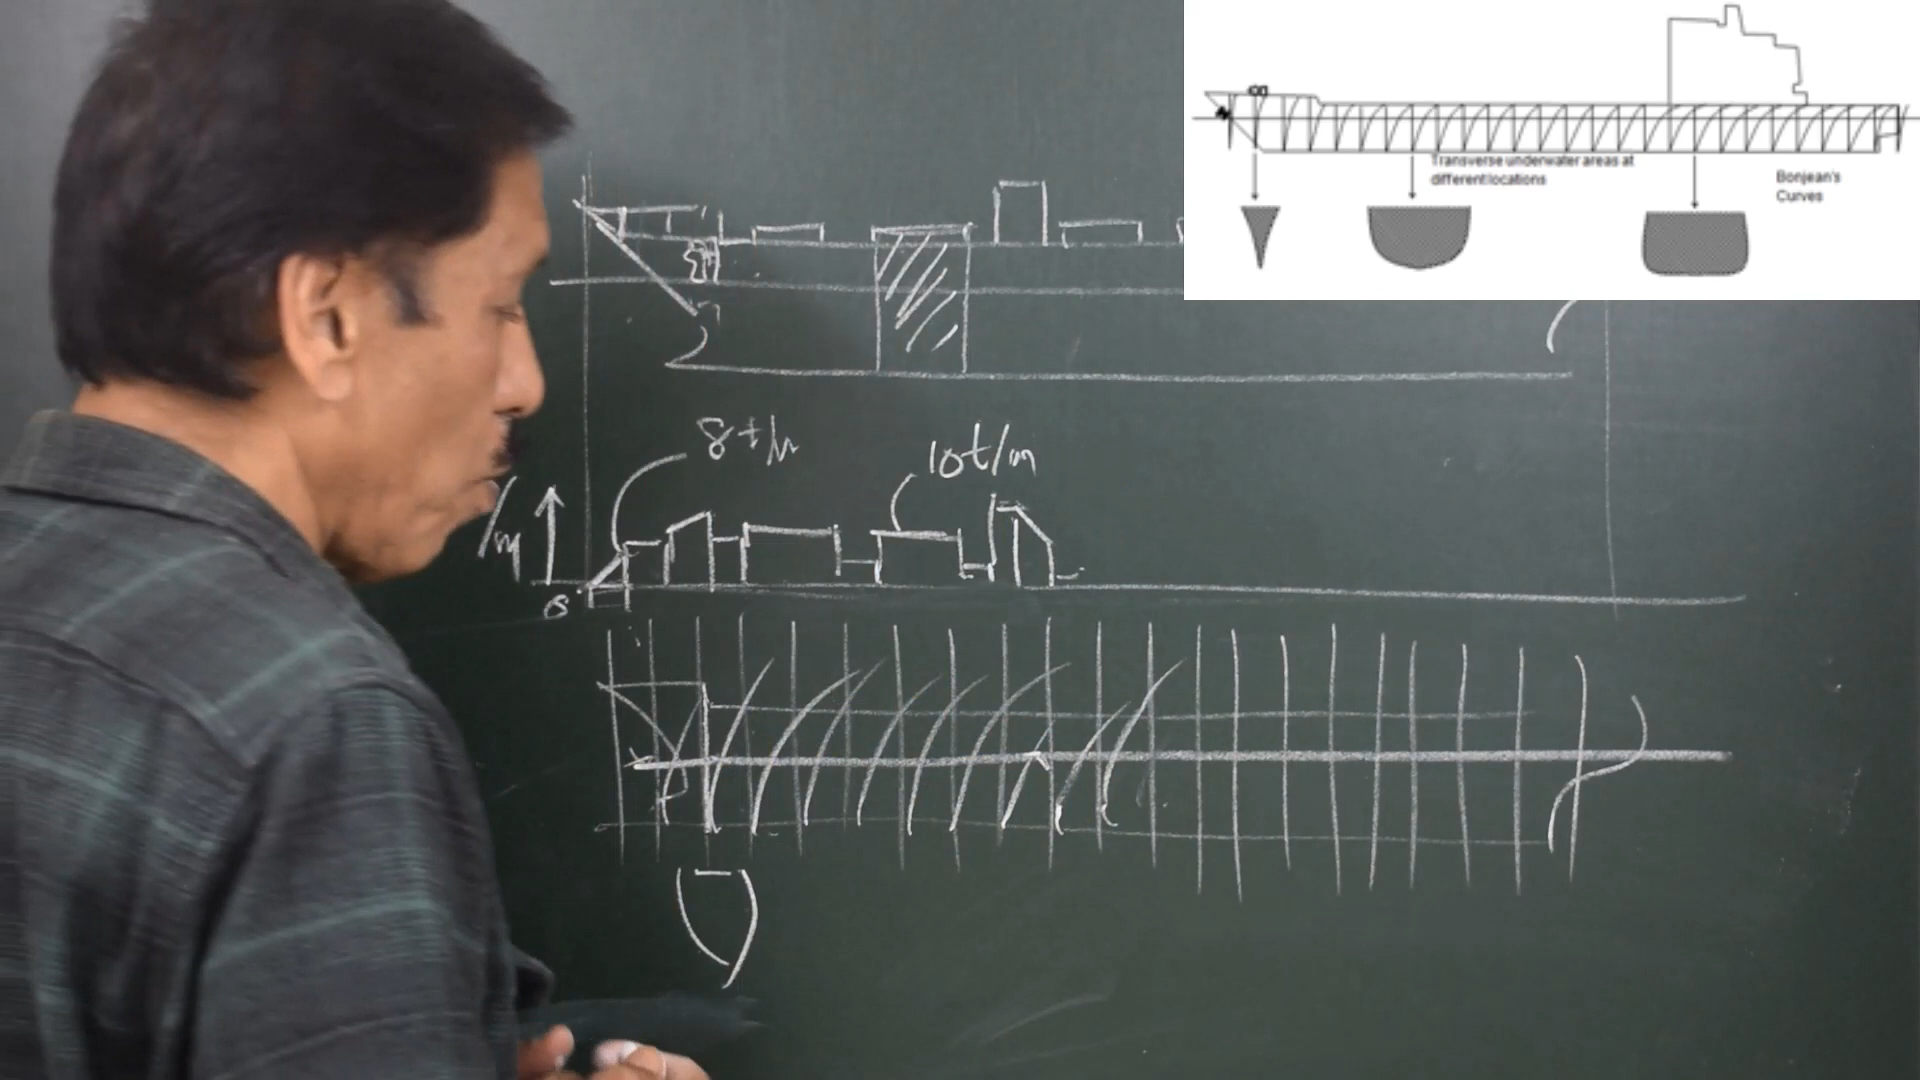 Transverse underwater areas at
different locations
Bonjean's
Curves
8 t/m
10t/m
/m
0